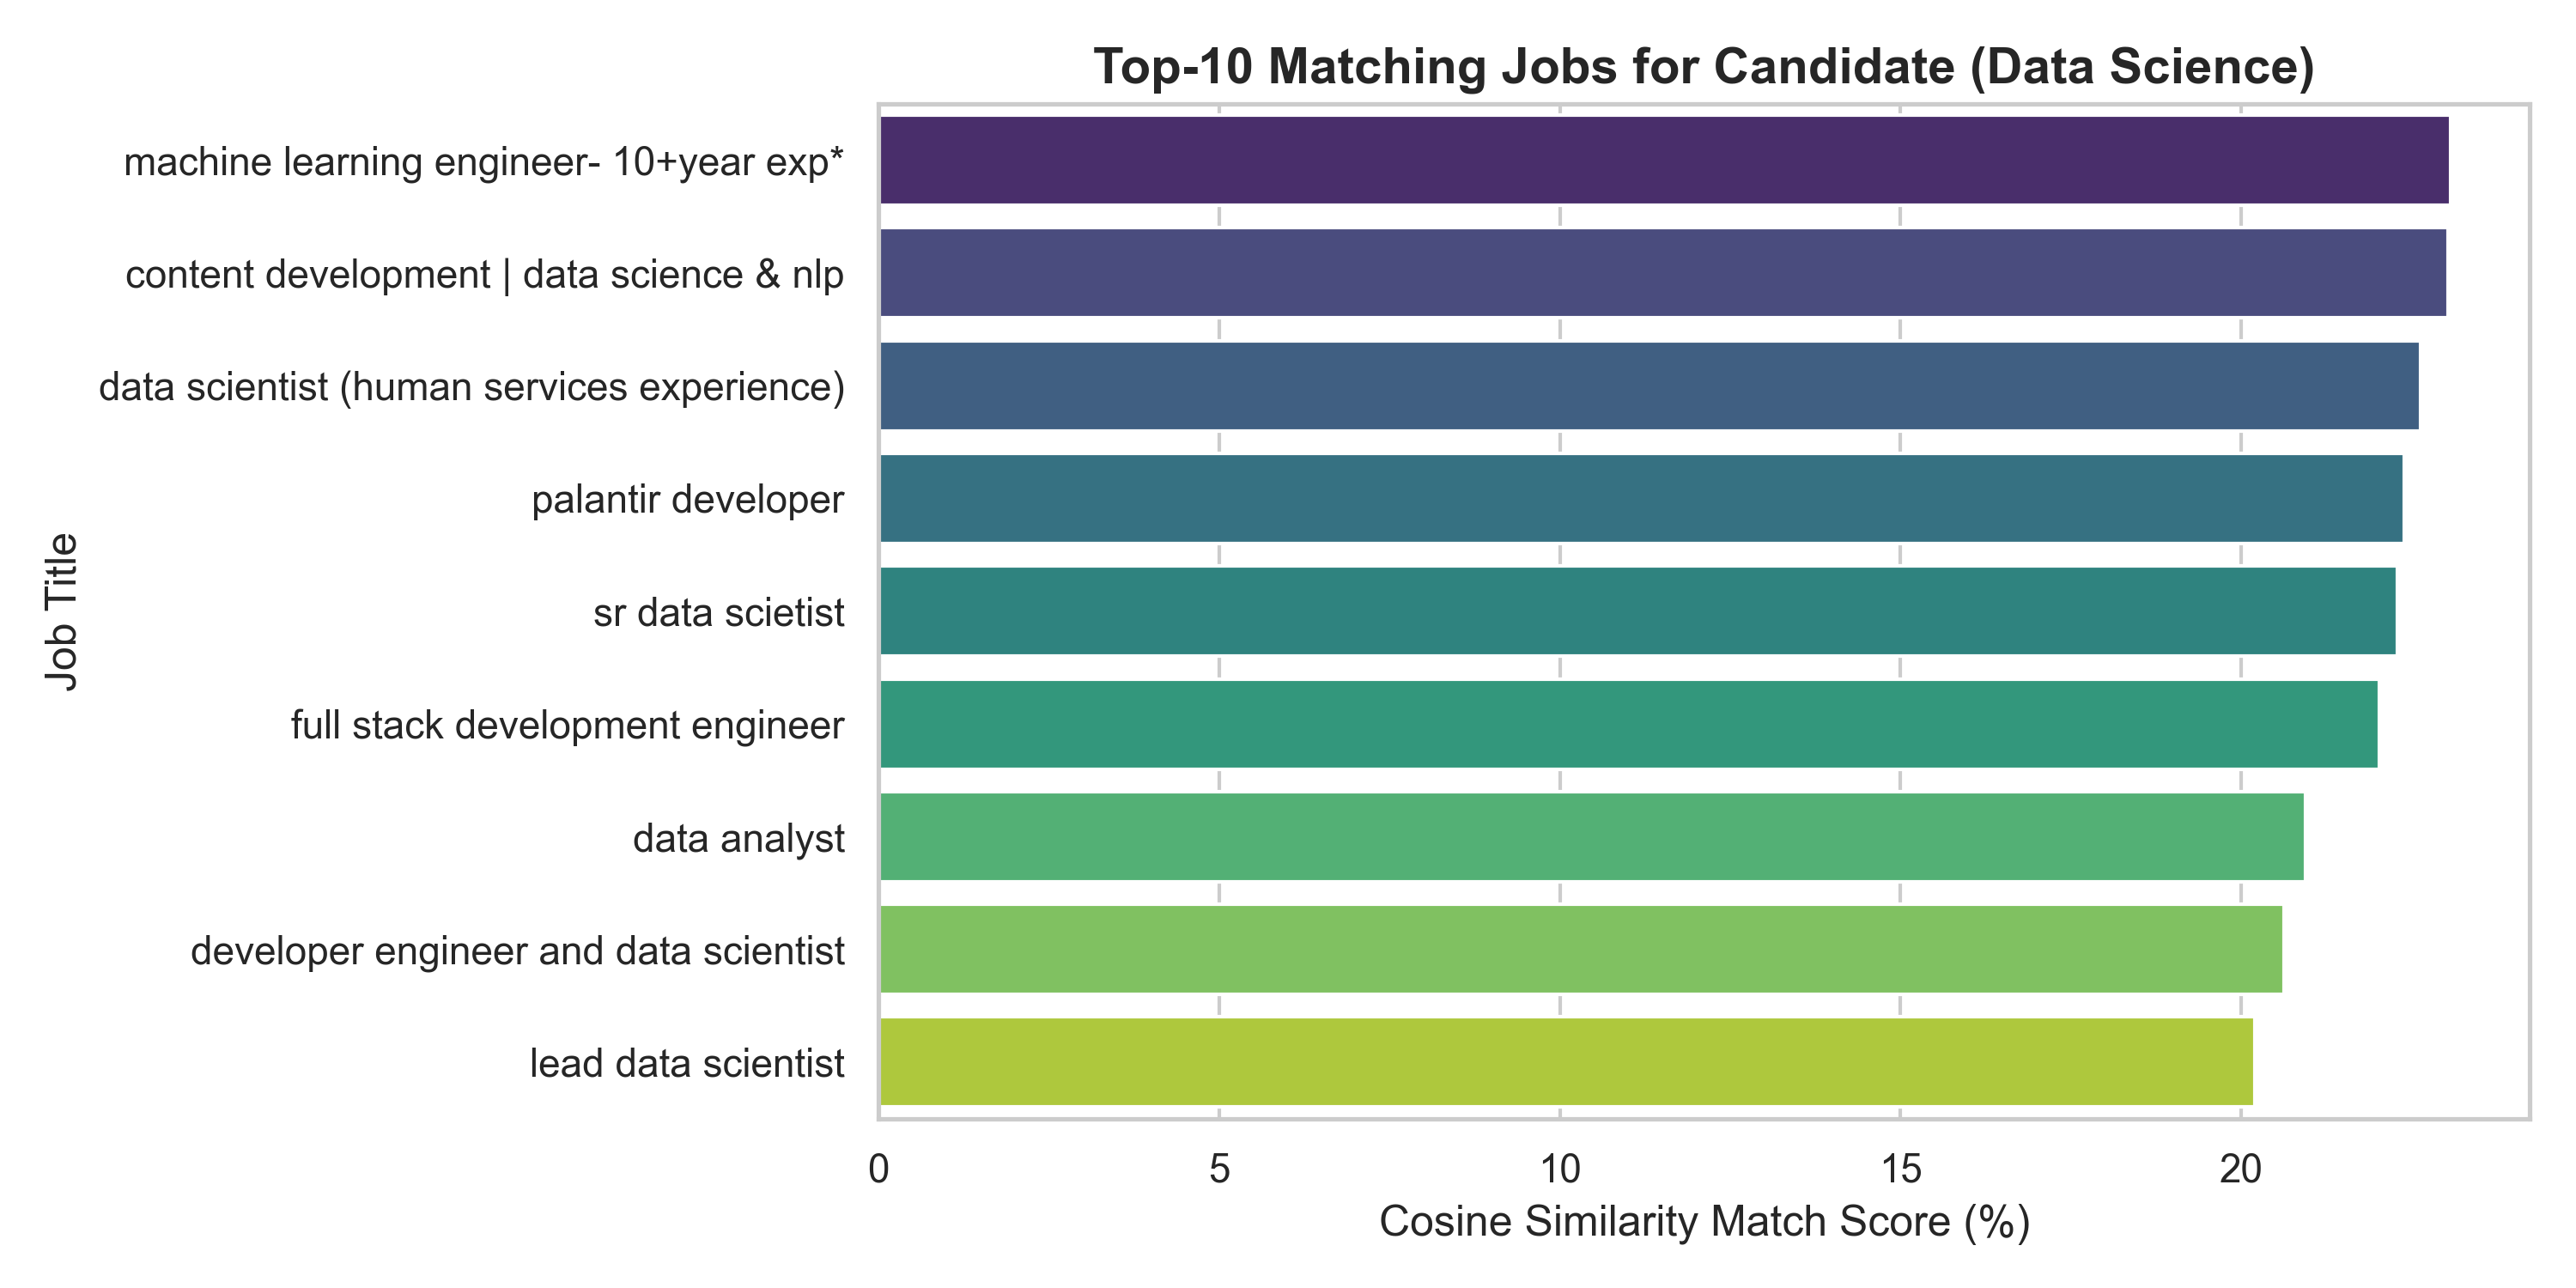 Top-10 Matching Jobs for Candidate (Data Science)
machine learning engineer- 10+year exp*
content development | data science & nlp
data scientist (human services experience)
palantir developer
sr data scietist
full stack development engineer
data analyst
developer engineer and data scientist
lead data scientist
Job Title
0 5 10 15 20
Cosine Similarity Match Score (%)